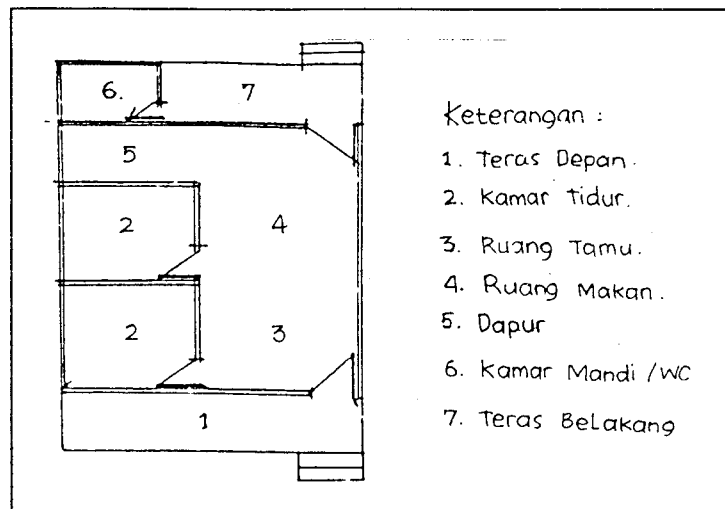 6. 7
5
2 4
2 3
1
Keterangan :
1. Teras Depan.
2. Kamar Tidur.
3. Ruang Tamu.
4. Ruang Makan.
5. Dapur
6. Kamar Mandi / WC
7. Teras Belakang